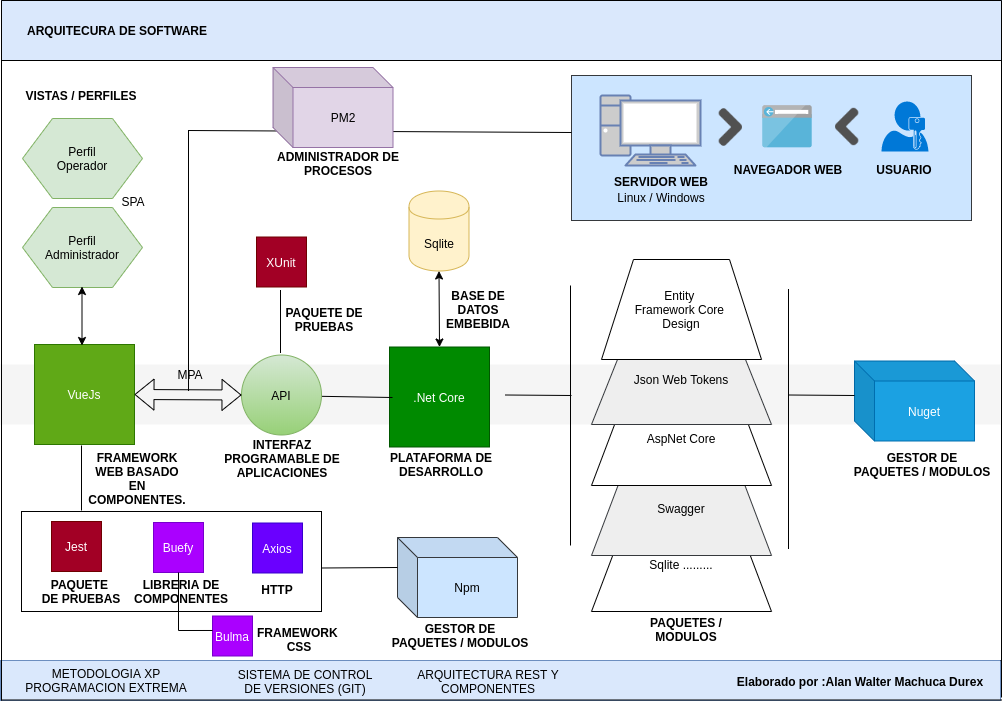 ARQUITECURA DE SOFTWARE
VISTAS / PERFILES
Perfil
Operador
SPA
Perfil
Administrador
PM2
ADMINISTRADOR DE
PROCESOS
SERVIDOR WEB
Linux / Windows
NAVEGADOR WEB
USUARIO
XUnit
PAQUETE DE
PRUEBAS
Sqlite
BASE DE
DATOS
EMBEBIDA
VueJs
MPA
API
.Net Core
FRAMEWORK
WEB BASADO
EN
COMPONENTES.
INTERFAZ
PROGRAMABLE DE
APLICACIONES
PLATAFORMA DE
DESARROLLO
Entity
Framework Core
Design
Json Web Tokens
AspNet Core
Swagger
Sqlite .........
PAQUETES /
MODULOS
Nuget
GESTOR DE
PAQUETES / MODULOS
Jest
PAQUETE
DE PRUEBAS
Buefy
LIBRERIA DE
COMPONENTES
Axios
HTTP
Bulma
FRAMEWORK
CSS
Npm
GESTOR DE
PAQUETES / MODULOS
METODOLOGIA XP
PROGRAMACION EXTREMA
SISTEMA DE CONTROL
DE VERSIONES (GIT)
ARQUITECTURA REST Y
COMPONENTES
Elaborado por :Alan Walter Machuca Durex